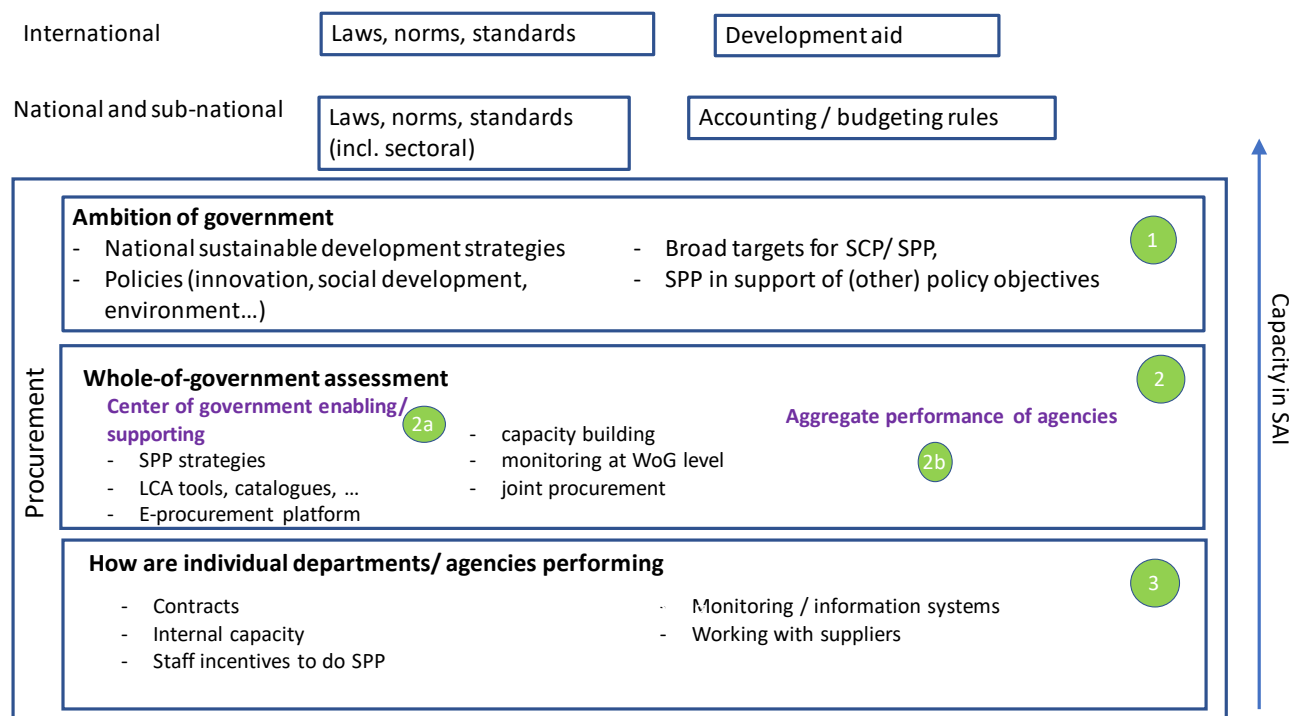 International
Laws, norms, standards
Development aid
National and sub-national
Laws, norms, standards
(incl. sectoral)
Accounting / budgeting rules
Procurement
Capacity in SAI
Ambition of government
1
- National sustainable development strategies
- Policies (innovation, social development,
environment...)
- Broad targets for SCP/ SPP,
- SPP in support of (other) policy objectives
Whole-of-government assessment
2
Center of government enabling/
supporting
2a
- SPP strategies
- LCA tools, catalogues, ...
- E-procurement platform
- capacity building
- monitoring at WoG level
- joint procurement
Aggregate performance of agencies
2b
How are individual departments/ agencies performing
3
- Contracts
- Internal capacity
- Staff incentives to do SPP
- Monitoring / information systems
- Working with suppliers